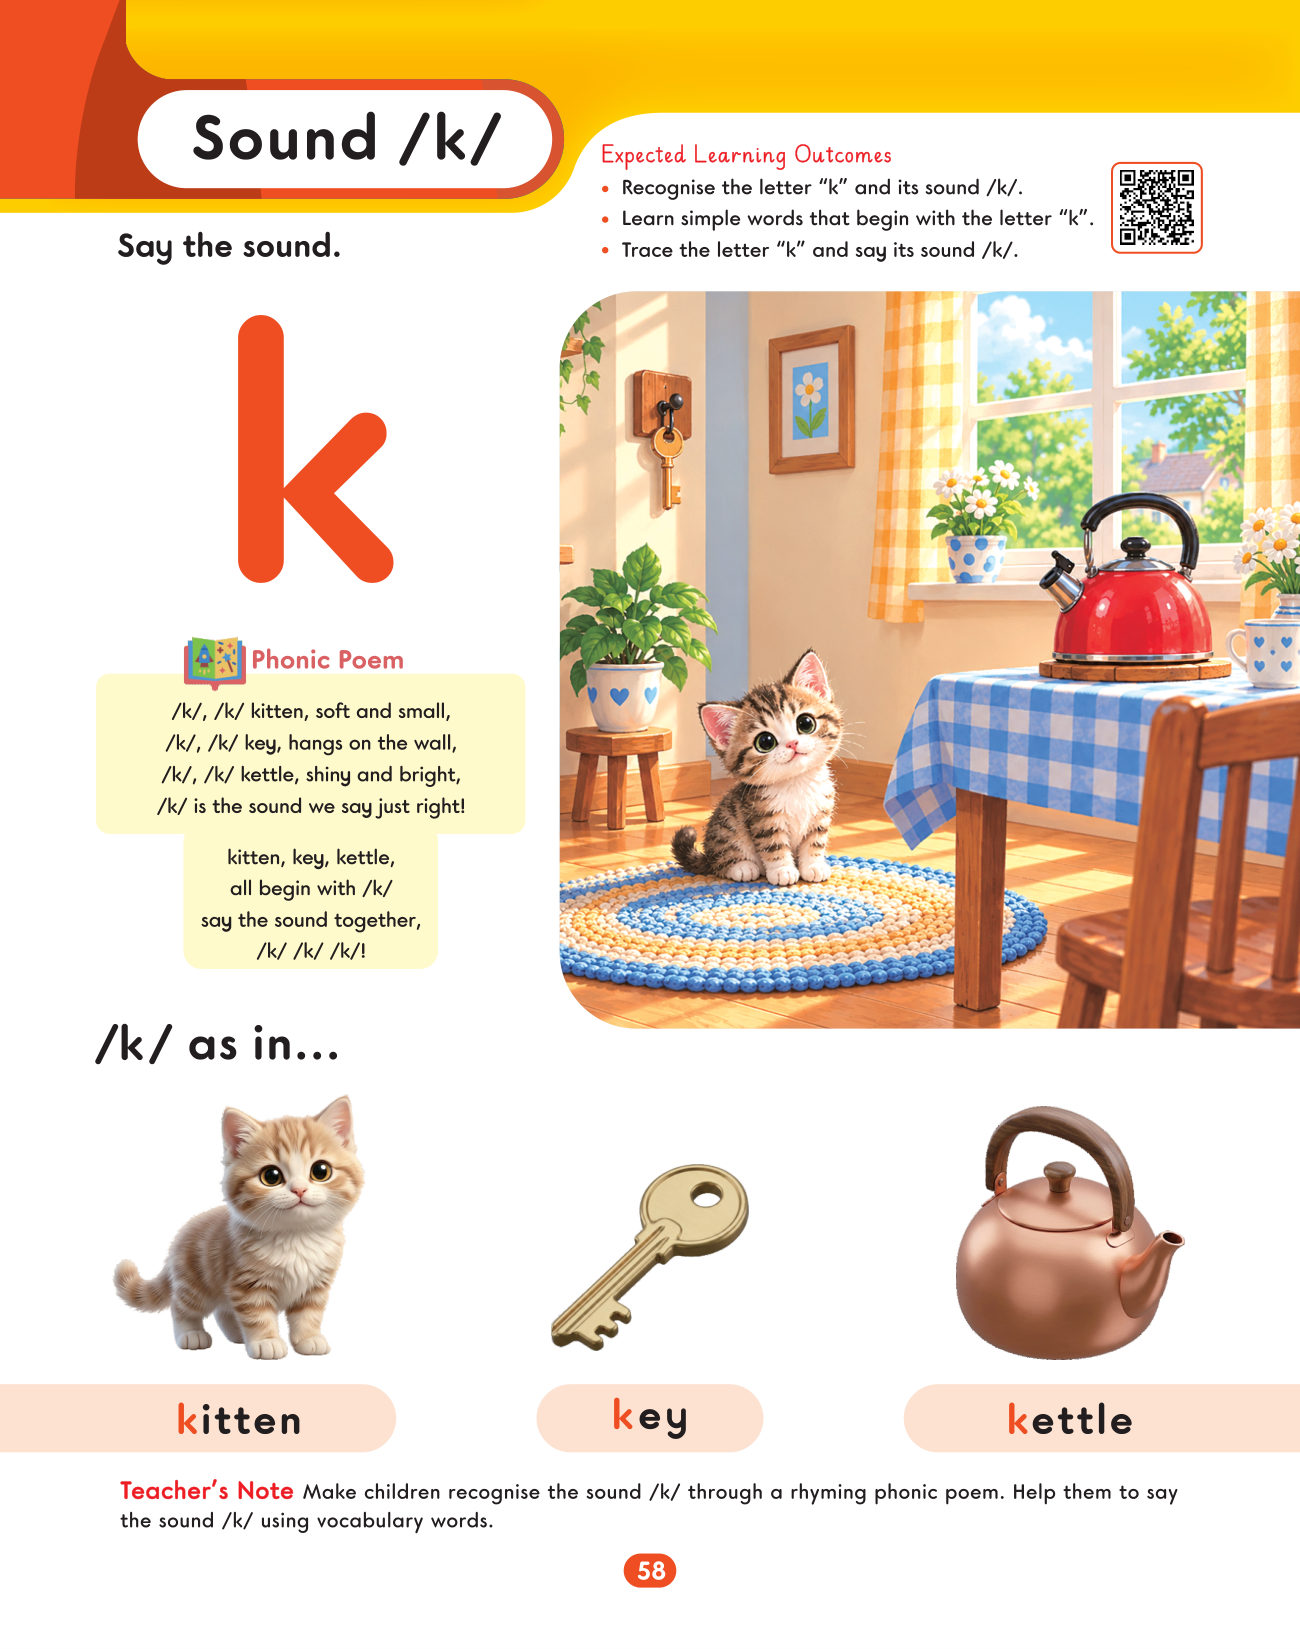 Sound /k/
Expected Learning Outcomes
• Recognise the letter “k” and its sound /k/.
• Learn simple words that begin with the letter “k”.
• Trace the letter “k” and say its sound /k/.
Say the sound.
k
Phonic Poem
/k/, /k/ kitten, soft and small,
/k/, /k/ key, hangs on the wall,
/k/, /k/ kettle, shiny and bright,
/k/ is the sound we say just right!
kitten, key, kettle,
all begin with /k/
say the sound together,
/k/ /k/ /k/!
/k/ as in...
kitten
key
kettle
Teacher’s Note Make children recognise the sound /k/ through a rhyming phonic poem. Help them to say
the sound /k/ using vocabulary words.
58